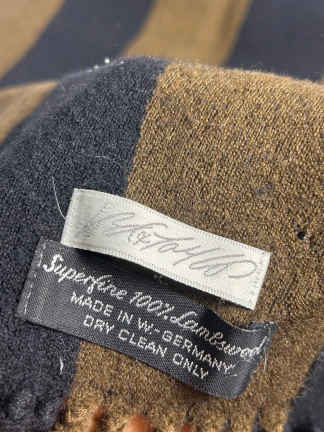 Superfine 100% Lambswool
MADE IN W.-GERMANY
DRY CLEAN ONLY